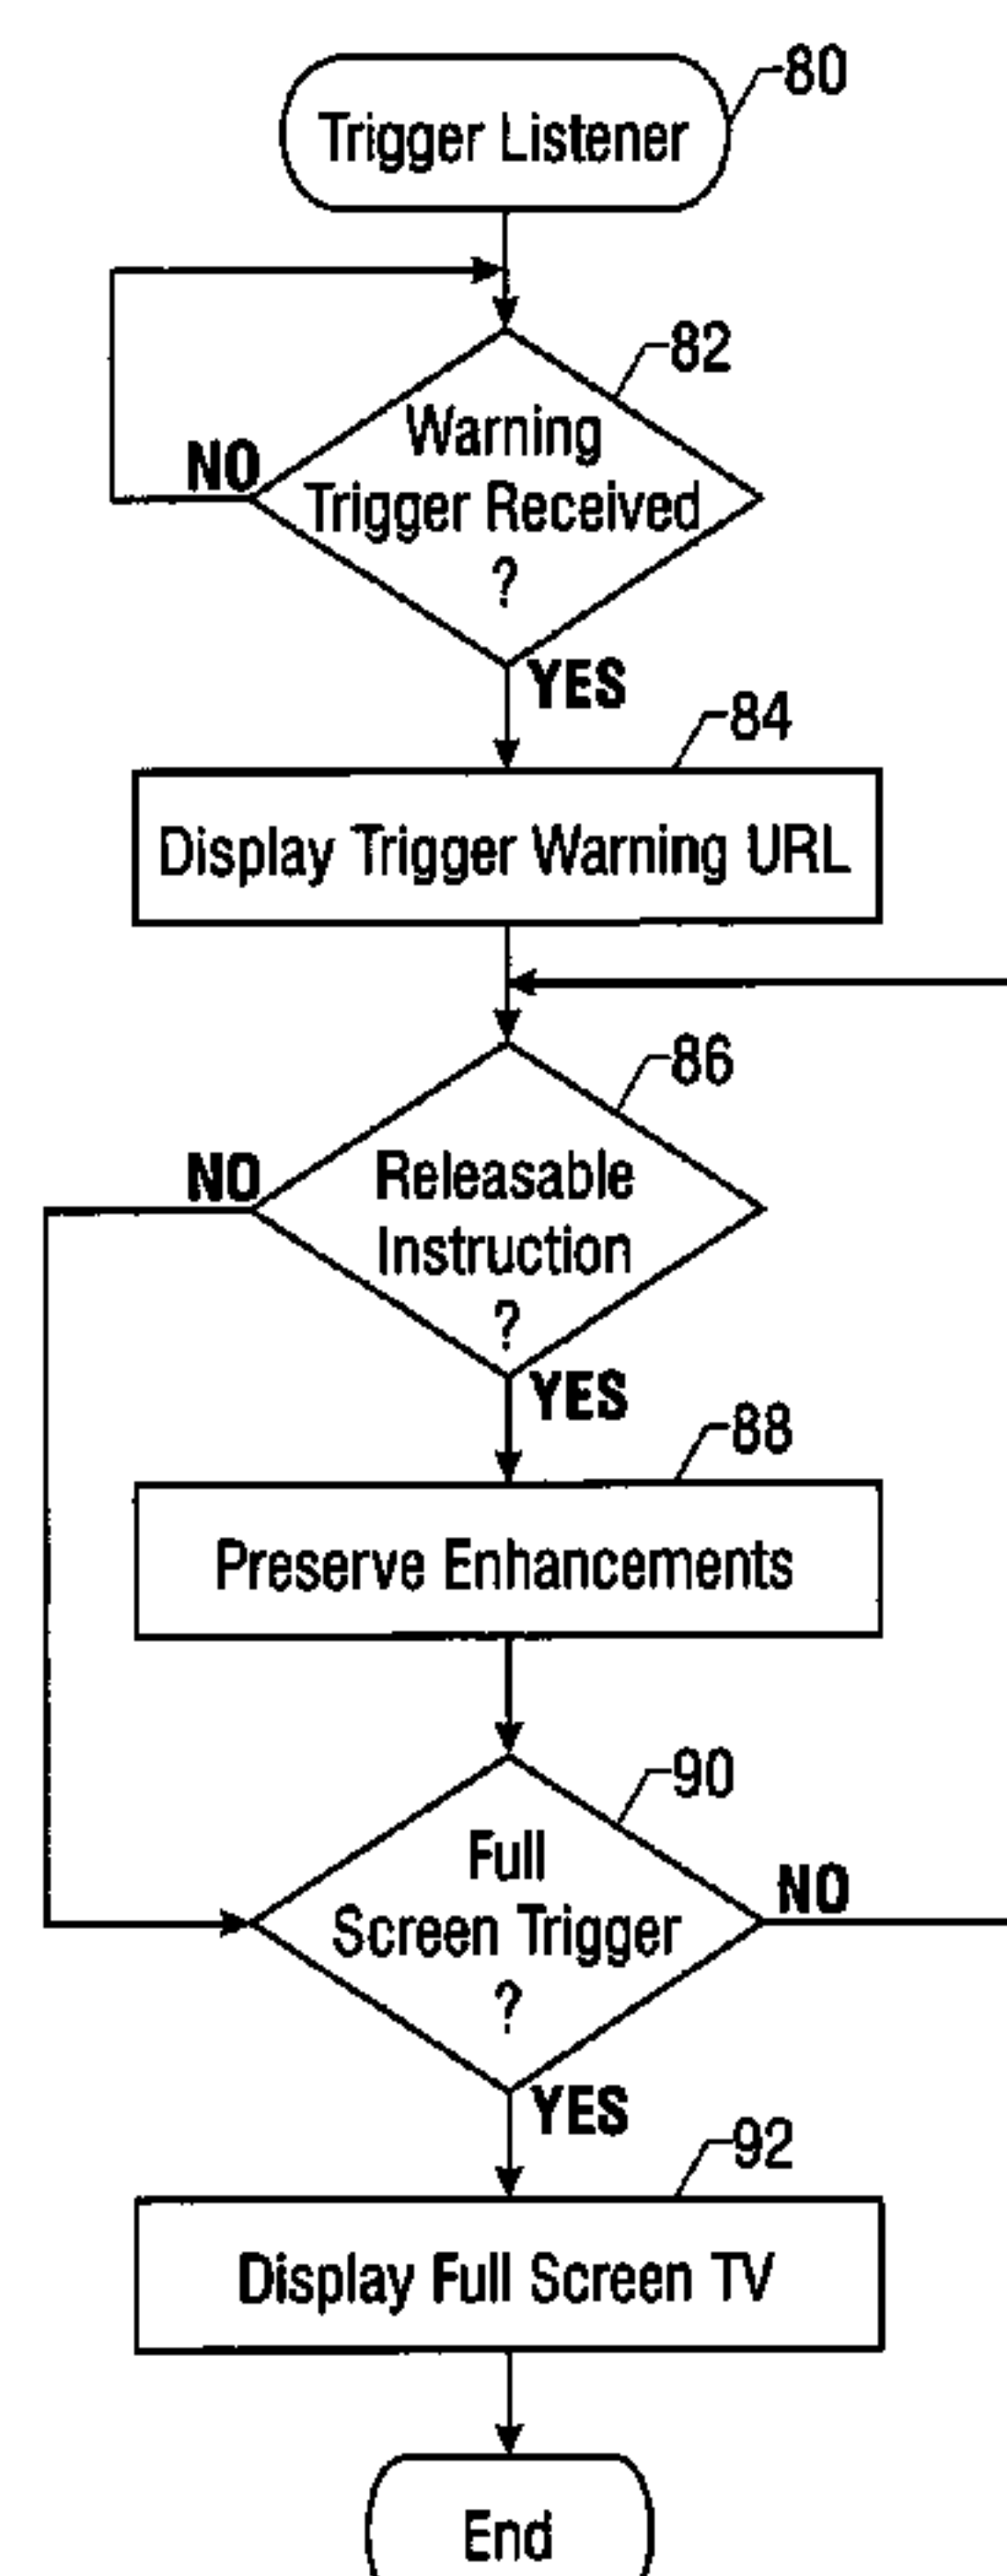 80
Trigger Listener
82
Warning
Trigger Received
?
NO
YES
84
Display Trigger Warning URL
86
Releasable
Instruction
?
NO
YES
88
Preserve Enhancements
90
Full
Screen Trigger
?
NO
YES
92
Display Full Screen TV
End